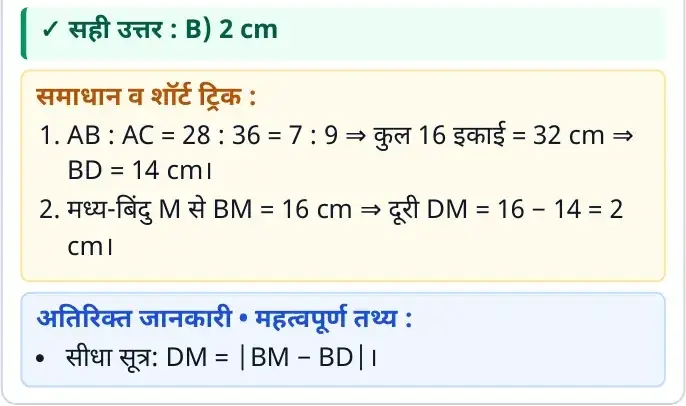 ✓ सही उत्तर : B) 2 cm
समाधान व शॉर्ट ट्रिक :
1. AB : AC = 28 : 36 = 7 : 9 ⇒ कुल 16 इकाई = 32 cm ⇒
BD = 14 cm।
2. मध्य-बिंदु M से BM = 16 cm ⇒ दूरी DM = 16 − 14 = 2
cm।
अतिरिक्त जानकारी • महत्वपूर्ण तथ्य :
• सीधा सूत्र: DM = |BM − BD|।